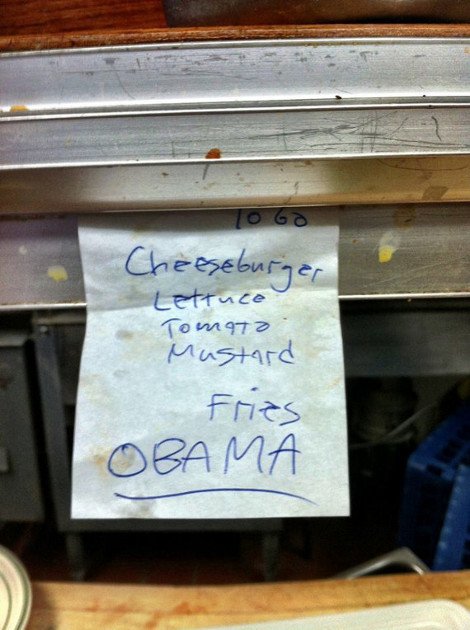 TO GO
Cheeseburger
Lettuce
Tomato
Mustard
Fries
OBAMA